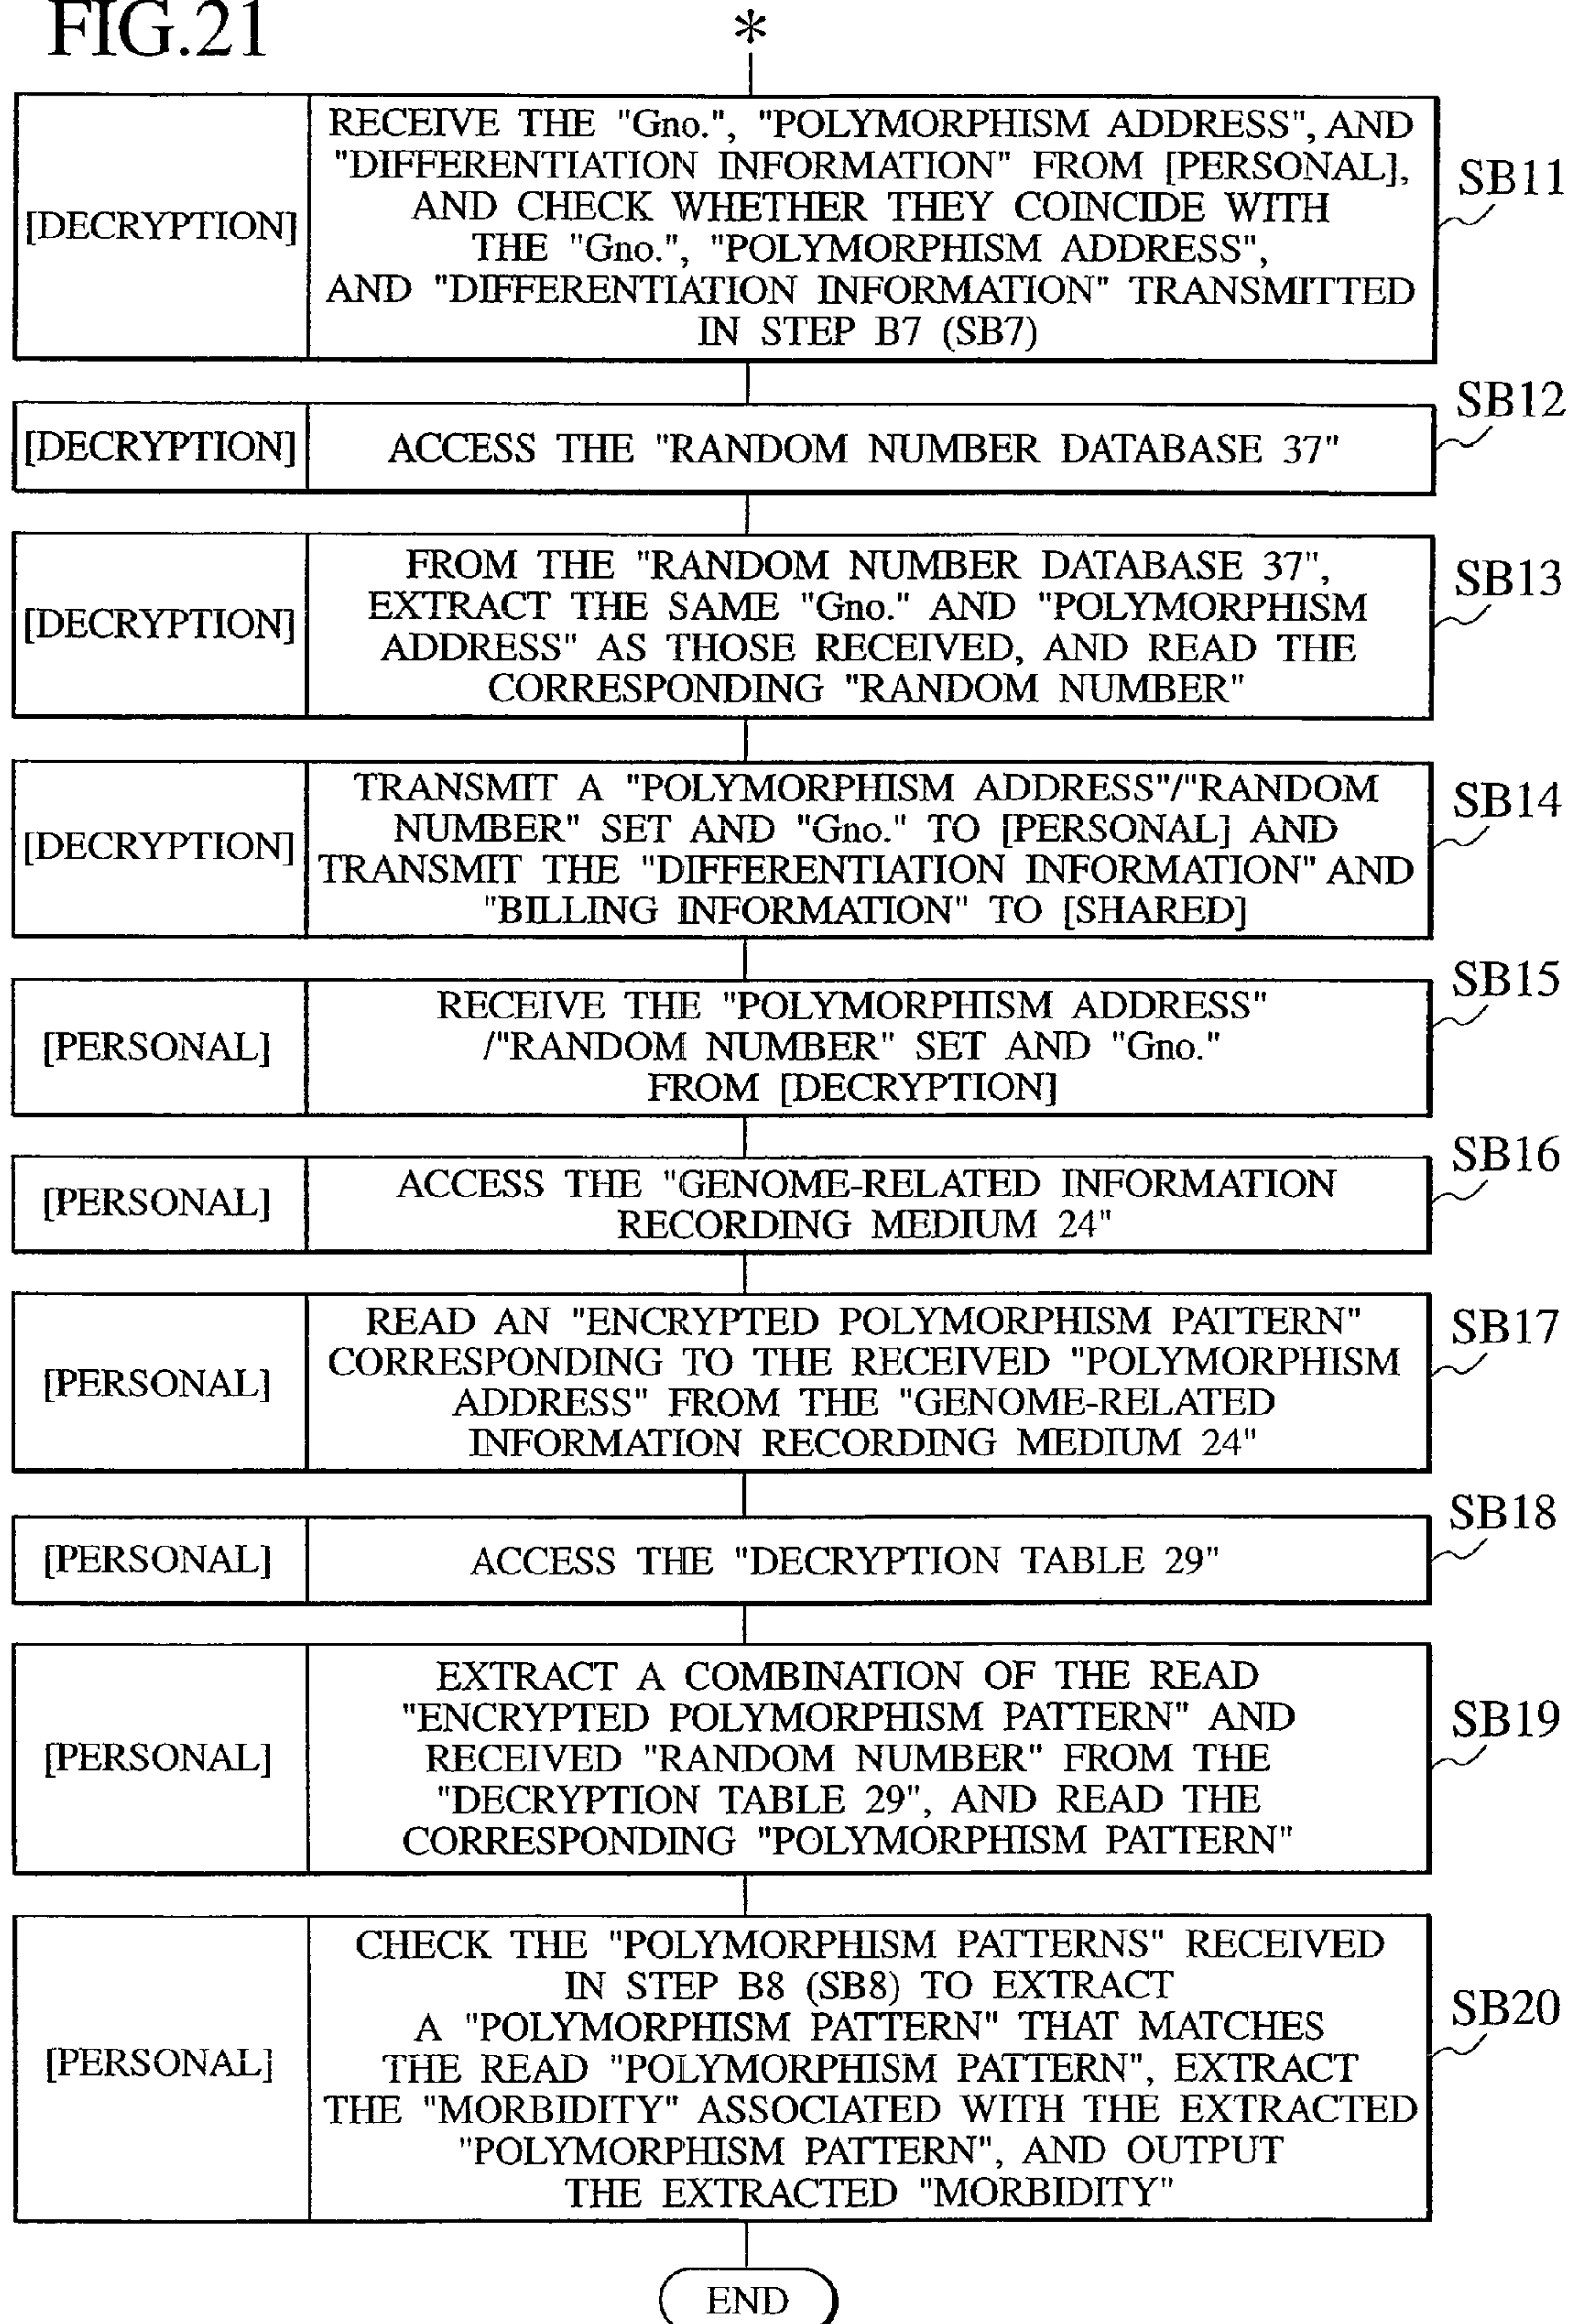 FIG.21
*
[DECRYPTION]
RECEIVE THE "Gno.", "POLYMORPHISM ADDRESS", AND
"DIFFERENTIATION INFORMATION" FROM [PERSONAL],
AND CHECK WHETHER THEY COINCIDE WITH
THE "Gno.", "POLYMORPHISM ADDRESS",
AND "DIFFERENTIATION INFORMATION" TRANSMITTED
IN STEP B7 (SB7)
SB11
[DECRYPTION]
ACCESS THE "RANDOM NUMBER DATABASE 37"
SB12
[DECRYPTION]
FROM THE "RANDOM NUMBER DATABASE 37",
EXTRACT THE SAME "Gno." AND "POLYMORPHISM
ADDRESS" AS THOSE RECEIVED, AND READ THE
CORRESPONDING "RANDOM NUMBER"
SB13
[DECRYPTION]
TRANSMIT A "POLYMORPHISM ADDRESS"/"RANDOM
NUMBER" SET AND "Gno." TO [PERSONAL] AND
TRANSMIT THE "DIFFERENTIATION INFORMATION" AND
"BILLING INFORMATION" TO [SHARED]
SB14
[PERSONAL]
RECEIVE THE "POLYMORPHISM ADDRESS"
/"RANDOM NUMBER" SET AND "Gno."
FROM [DECRYPTION]
SB15
[PERSONAL]
ACCESS THE "GENOME-RELATED INFORMATION
RECORDING MEDIUM 24"
SB16
[PERSONAL]
READ AN "ENCRYPTED POLYMORPHISM PATTERN"
CORRESPONDING TO THE RECEIVED "POLYMORPHISM
ADDRESS" FROM THE "GENOME-RELATED
INFORMATION RECORDING MEDIUM 24"
SB17
[PERSONAL]
ACCESS THE "DECRYPTION TABLE 29"
SB18
[PERSONAL]
EXTRACT A COMBINATION OF THE READ
"ENCRYPTED POLYMORPHISM PATTERN" AND
RECEIVED "RANDOM NUMBER" FROM THE
"DECRYPTION TABLE 29", AND READ THE
CORRESPONDING "POLYMORPHISM PATTERN"
SB19
[PERSONAL]
CHECK THE "POLYMORPHISM PATTERNS" RECEIVED
IN STEP B8 (SB8) TO EXTRACT
A "POLYMORPHISM PATTERN" THAT MATCHES
THE READ "POLYMORPHISM PATTERN", EXTRACT
THE "MORBIDITY" ASSOCIATED WITH THE EXTRACTED
"POLYMORPHISM PATTERN", AND OUTPUT
THE EXTRACTED "MORBIDITY"
SB20
END